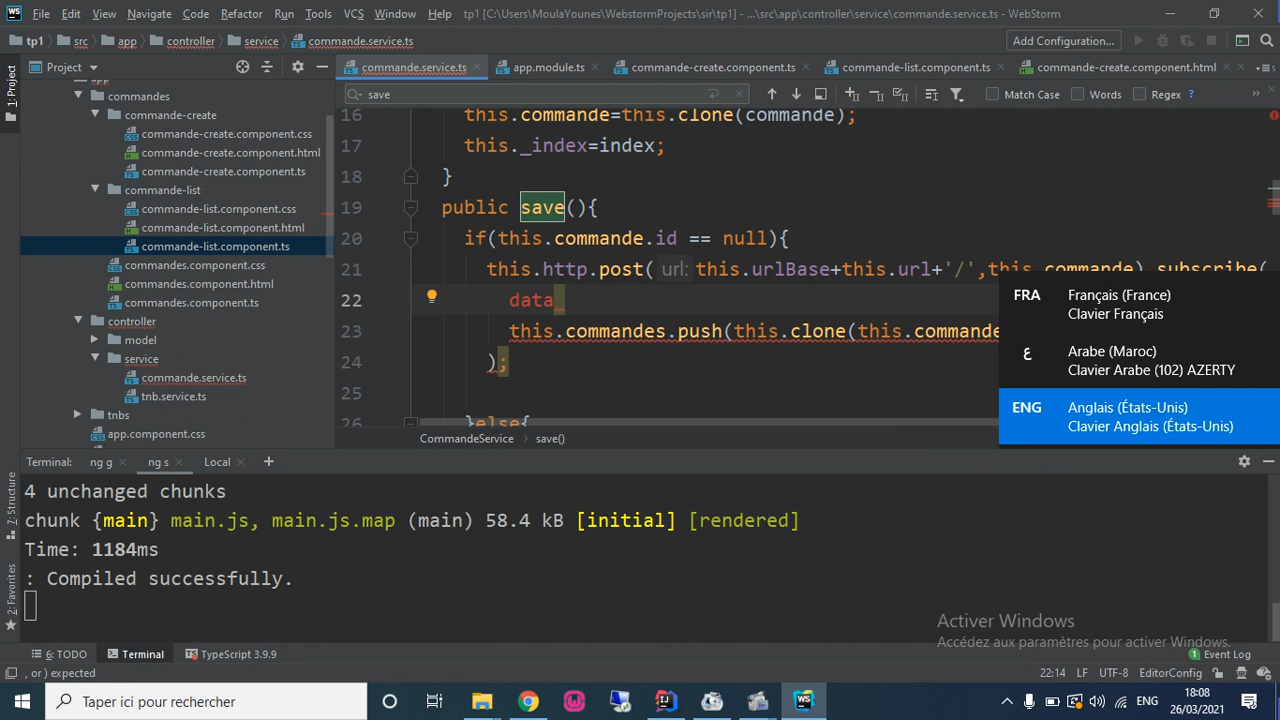 File Edit View Navigate Code Refactor Run Tools VCS Window Help tp1 [C:\Users\MoulaYounes\WebstormProjects\sir\tp1] - ...\src\app\controller\service\commande.service.ts - WebStorm
tp1 src app controller service commande.service.ts Add Configuration...
Project commande.service.ts app.module.ts commande-create.component.ts commande-list.component.ts commande-create.component.html
save Match Case Words Regex ?
commandes
commande-create
commande-create.component.css
commande-create.component.html
commande-create.component.ts
commande-list
commande-list.component.css
commande-list.component.html
commande-list.component.ts
commandes.component.css
commandes.component.html
commandes.component.ts
controller
model
service
commande.service.ts
tnb.service.ts
tnbs
app.component.css
16 this.commande=this.clone(commande);
17 this._index=index;
18 }
19 public save(){
20 if(this.commande.id == null){
21 this.http.post( url: this.urlBase+this.url+'/',this.commande).subscribe(
22 data
23 this.commandes.push(this.clone(this.commande
24 );
25
26 }else{
CommandeService save()
FRA Français (France)
Clavier Français
ع Arabe (Maroc)
Clavier Arabe (102) AZERTY
ENG Anglais (États-Unis)
Clavier Anglais (États-Unis)
1: Project
7: Structure
2: Favorites
Terminal: ng g ng s Local +
4 unchanged chunks
chunk {main} main.js, main.js.map (main) 58.4 kB [initial] [rendered]
Time: 1184ms
: Compiled successfully.
Activer Windows
Accédez aux paramètres pour activer Windows.
6: TODO Terminal TypeScript 3.9.9 1 Event Log
, or ) expected 22:14 LF UTF-8 EditorConfig
Taper ici pour rechercher ENG 18:08
26/03/2021